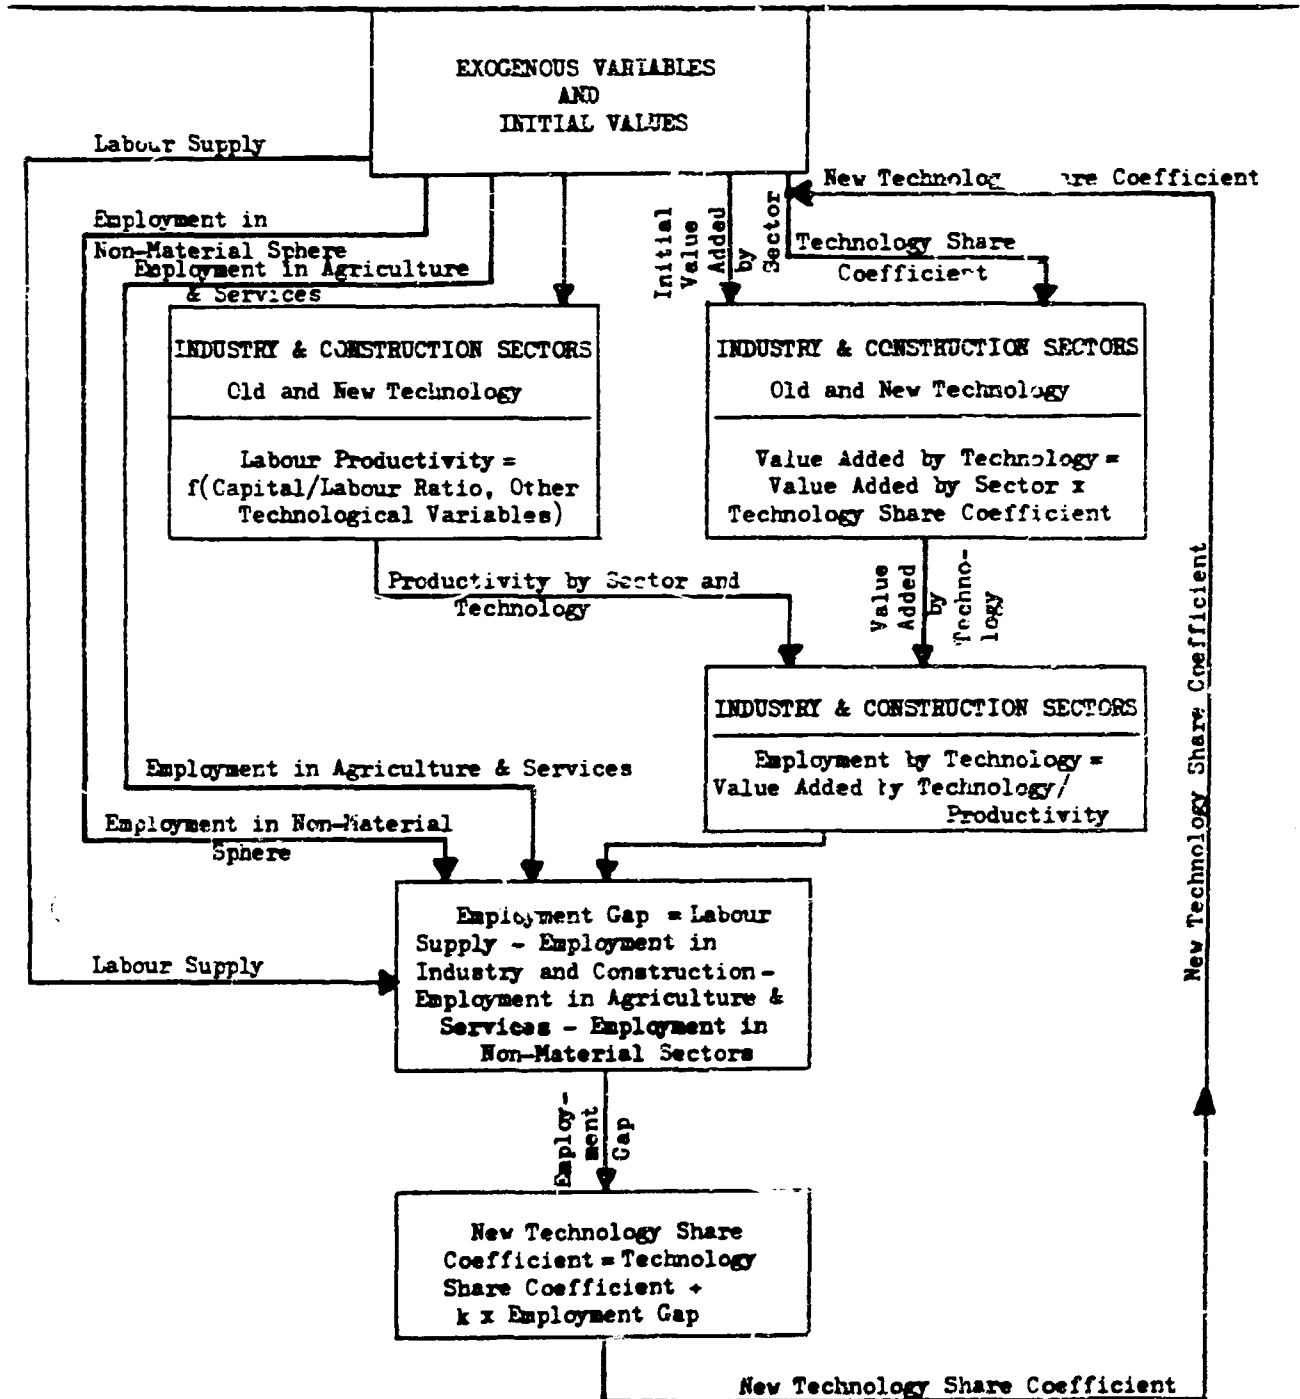 EXOGENOUS VARIABLES
AND
INITIAL VALUES
Labour Supply
New Technolog are Coefficient
Employment in
Non-Material Sphere
Employment in Agriculture
& Services
Initial
Value
Added
by
Sector
Technology Share
Coefficient
INDUSTRY & CONSTRUCTION SECTORS
Old and New Technology
Labour Productivity =
f(Capital/Labour Ratio, Other
Technological Variables)
INDUSTRY & CONSTRUCTION SECTORS
Old and New Technology
Value Added by Technology =
Value Added by Sector x
Technology Share Coefficient
Productivity by Sector and
Technology
Value
Added
by
Techno-
logy
INDUSTRY & CONSTRUCTION SECTORS
Employment by Technology =
Value Added by Technology/
Productivity
Employment in Agriculture & Services
Employment in Non-Material
Sphere
Labour Supply
Employment Gap = Labour
Supply - Employment in
Industry and Construction -
Employment in Agriculture &
Services - Employment in
Non-Material Sectors
Employ-
ment
Gap
New Technology Share
Coefficient = Technology
Share Coefficient +
k x Employment Gap
New Technology Share Coefficient
New Technology Share Coefficient